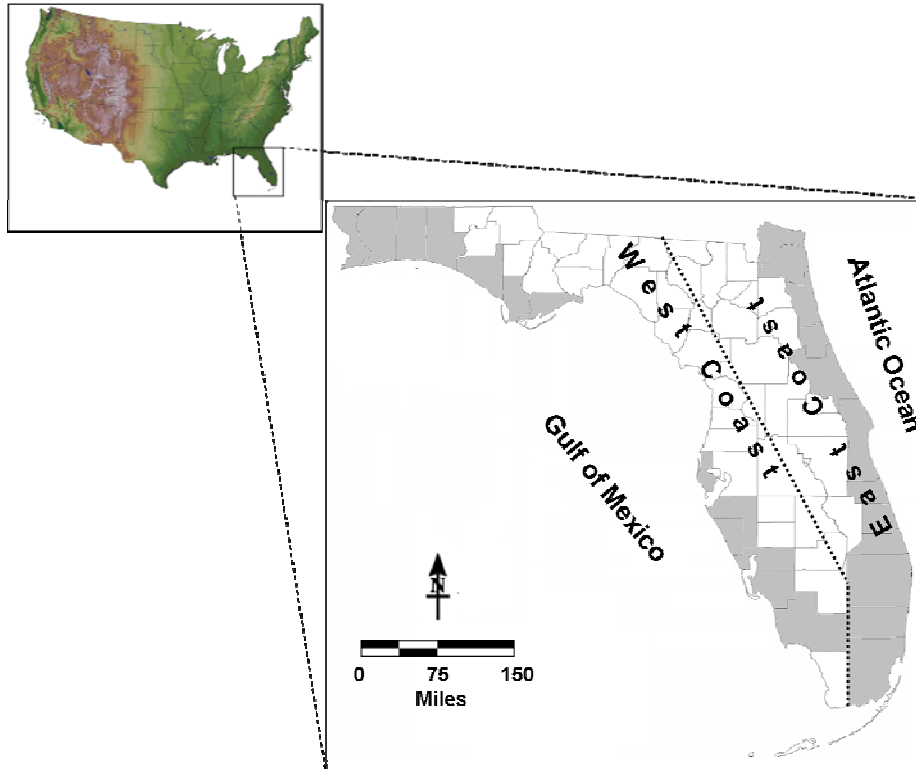 West Coast
East Coast
Atlantic Ocean
Gulf of Mexico
N
0 75 150
Miles